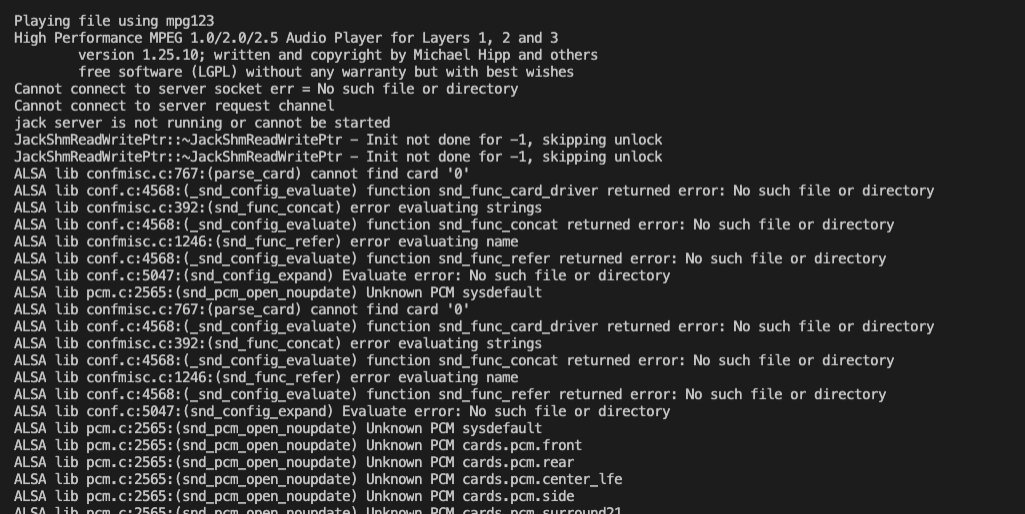 Playing file using mpg123
High Performance MPEG 1.0/2.0/2.5 Audio Player for Layers 1, 2 and 3
version 1.25.10; written and copyright by Michael Hipp and others
free software (LGPL) without any warranty but with best wishes
Cannot connect to server socket err = No such file or directory
Cannot connect to server request channel
jack server is not running or cannot be started
JackShmReadWritePtr::~JackShmReadWritePtr - Init not done for -1, skipping unlock
JackShmReadWritePtr::~JackShmReadWritePtr - Init not done for -1, skipping unlock
ALSA lib confmisc.c:767:(parse_card) cannot find card '0'
ALSA lib conf.c:4568:(_snd_config_evaluate) function snd_func_card_driver returned error: No such file or directory
ALSA lib confmisc.c:392:(snd_func_concat) error evaluating strings
ALSA lib conf.c:4568:(_snd_config_evaluate) function snd_func_concat returned error: No such file or directory
ALSA lib confmisc.c:1246:(snd_func_refer) error evaluating name
ALSA lib conf.c:4568:(_snd_config_evaluate) function snd_func_refer returned error: No such file or directory
ALSA lib conf.c:5047:(snd_config_expand) Evaluate error: No such file or directory
ALSA lib pcm.c:2565:(snd_pcm_open_noupdate) Unknown PCM sysdefault
ALSA lib confmisc.c:767:(parse_card) cannot find card '0'
ALSA lib conf.c:4568:(_snd_config_evaluate) function snd_func_card_driver returned error: No such file or directory
ALSA lib confmisc.c:392:(snd_func_concat) error evaluating strings
ALSA lib conf.c:4568:(_snd_config_evaluate) function snd_func_concat returned error: No such file or directory
ALSA lib confmisc.c:1246:(snd_func_refer) error evaluating name
ALSA lib conf.c:4568:(_snd_config_evaluate) function snd_func_refer returned error: No such file or directory
ALSA lib conf.c:5047:(snd_config_expand) Evaluate error: No such file or directory
ALSA lib pcm.c:2565:(snd_pcm_open_noupdate) Unknown PCM sysdefault
ALSA lib pcm.c:2565:(snd_pcm_open_noupdate) Unknown PCM cards.pcm.front
ALSA lib pcm.c:2565:(snd_pcm_open_noupdate) Unknown PCM cards.pcm.rear
ALSA lib pcm.c:2565:(snd_pcm_open_noupdate) Unknown PCM cards.pcm.center_lfe
ALSA lib pcm.c:2565:(snd_pcm_open_noupdate) Unknown PCM cards.pcm.side
ALSA lib pcm.c:2565:(snd_pcm_open_noupdate) Unknown PCM cards.pcm.surround21